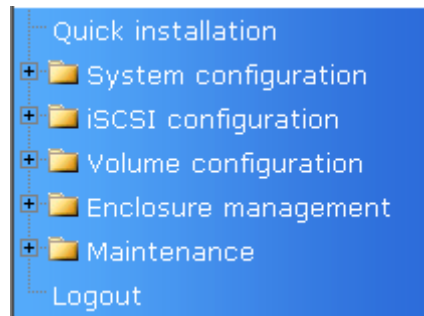 Quick installation
System configuration
iSCSI configuration
Volume configuration
Enclosure management
Maintenance
Logout